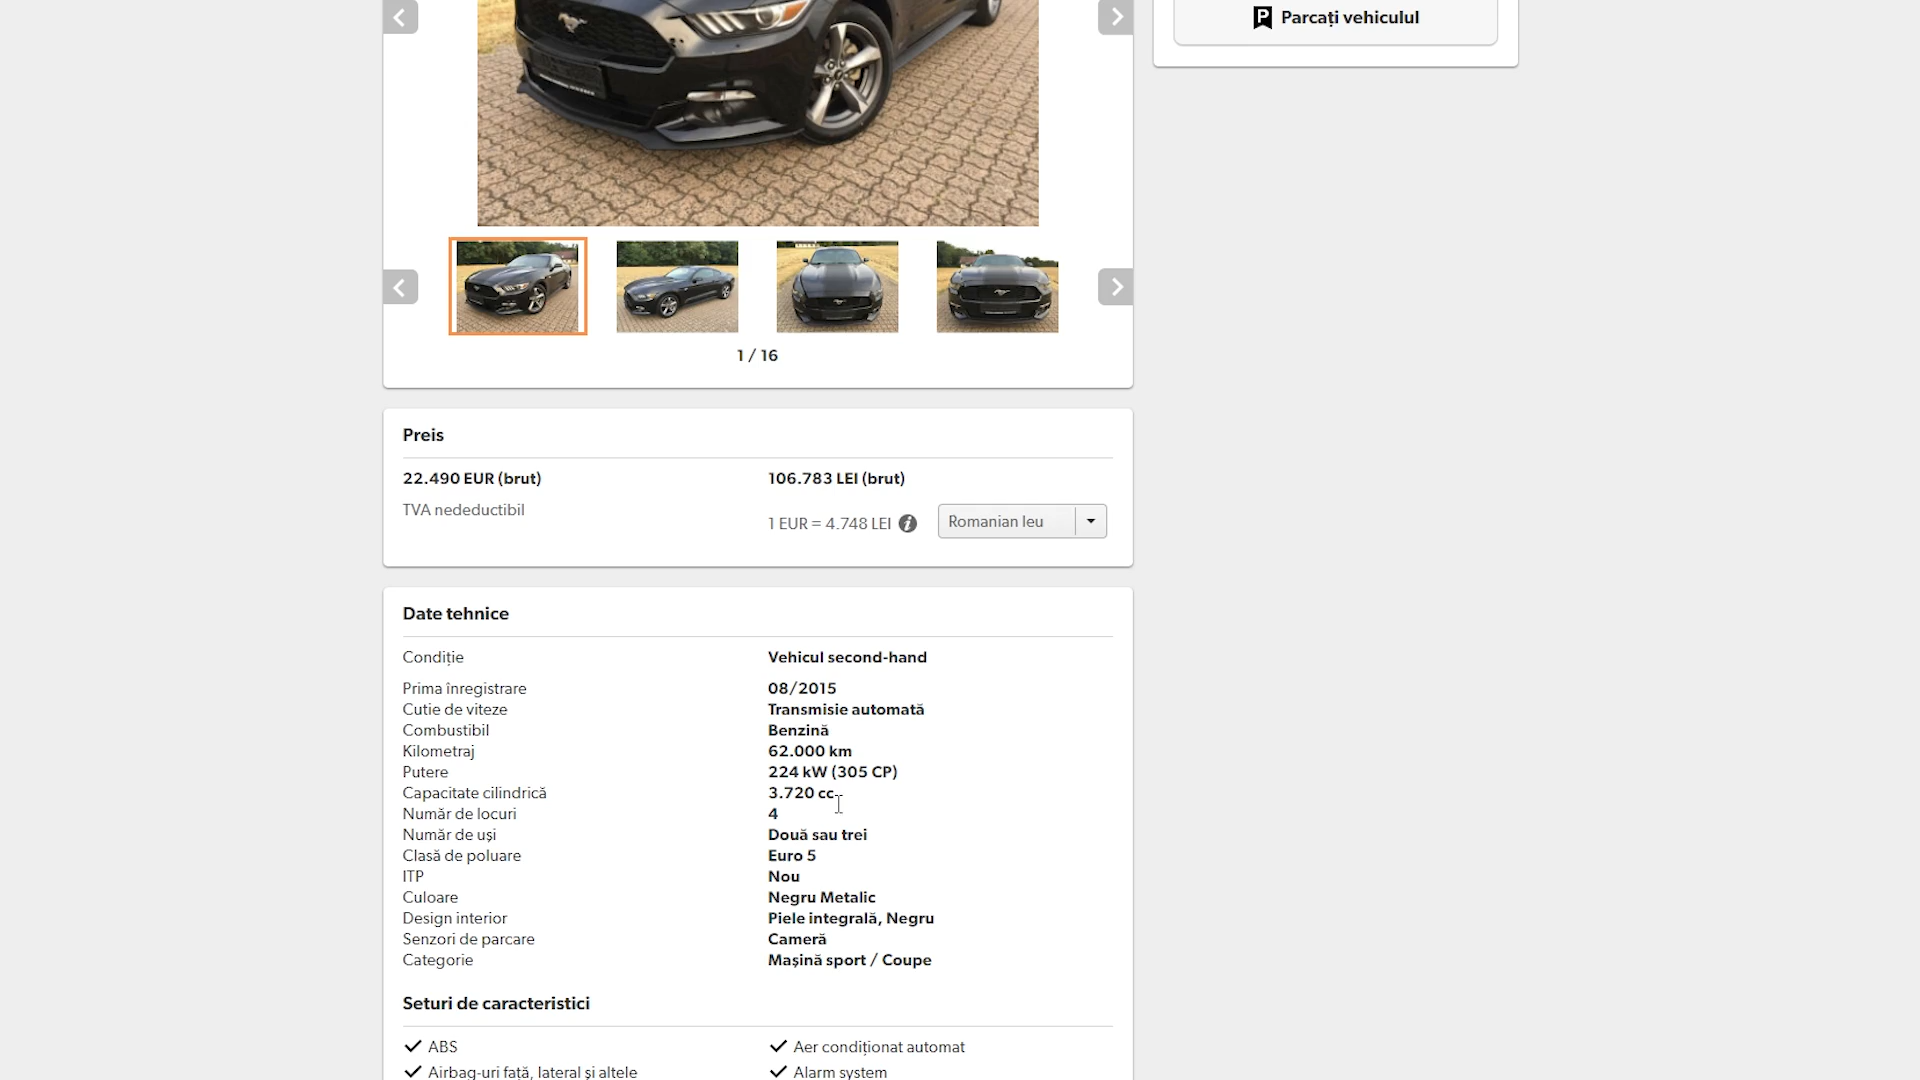 Parcați vehiculul
1 / 16
Preis
22.490 EUR (brut) 106.783 LEI (brut)
TVA nedeductibil
1 EUR = 4.748 LEI Romanian leu
Date tehnice
Condiție Vehicul second-hand
Prima înregistrare 08/2015
Cutie de viteze Transmisie automată
Combustibil Benzină
Kilometraj 62.000 km
Putere 224 kW (305 CP)
Capacitate cilindrică 3.720 cc
Număr de locuri 4
Număr de uși Două sau trei
Clasă de poluare Euro 5
ITP Nou
Culoare Negru Metalic
Design interior Piele integrală, Negru
Senzori de parcare Cameră
Categorie Mașină sport / Coupe
Seturi de caracteristici
ABS Aer condiționat automat
Airbag-uri față, lateral și altele Alarm system